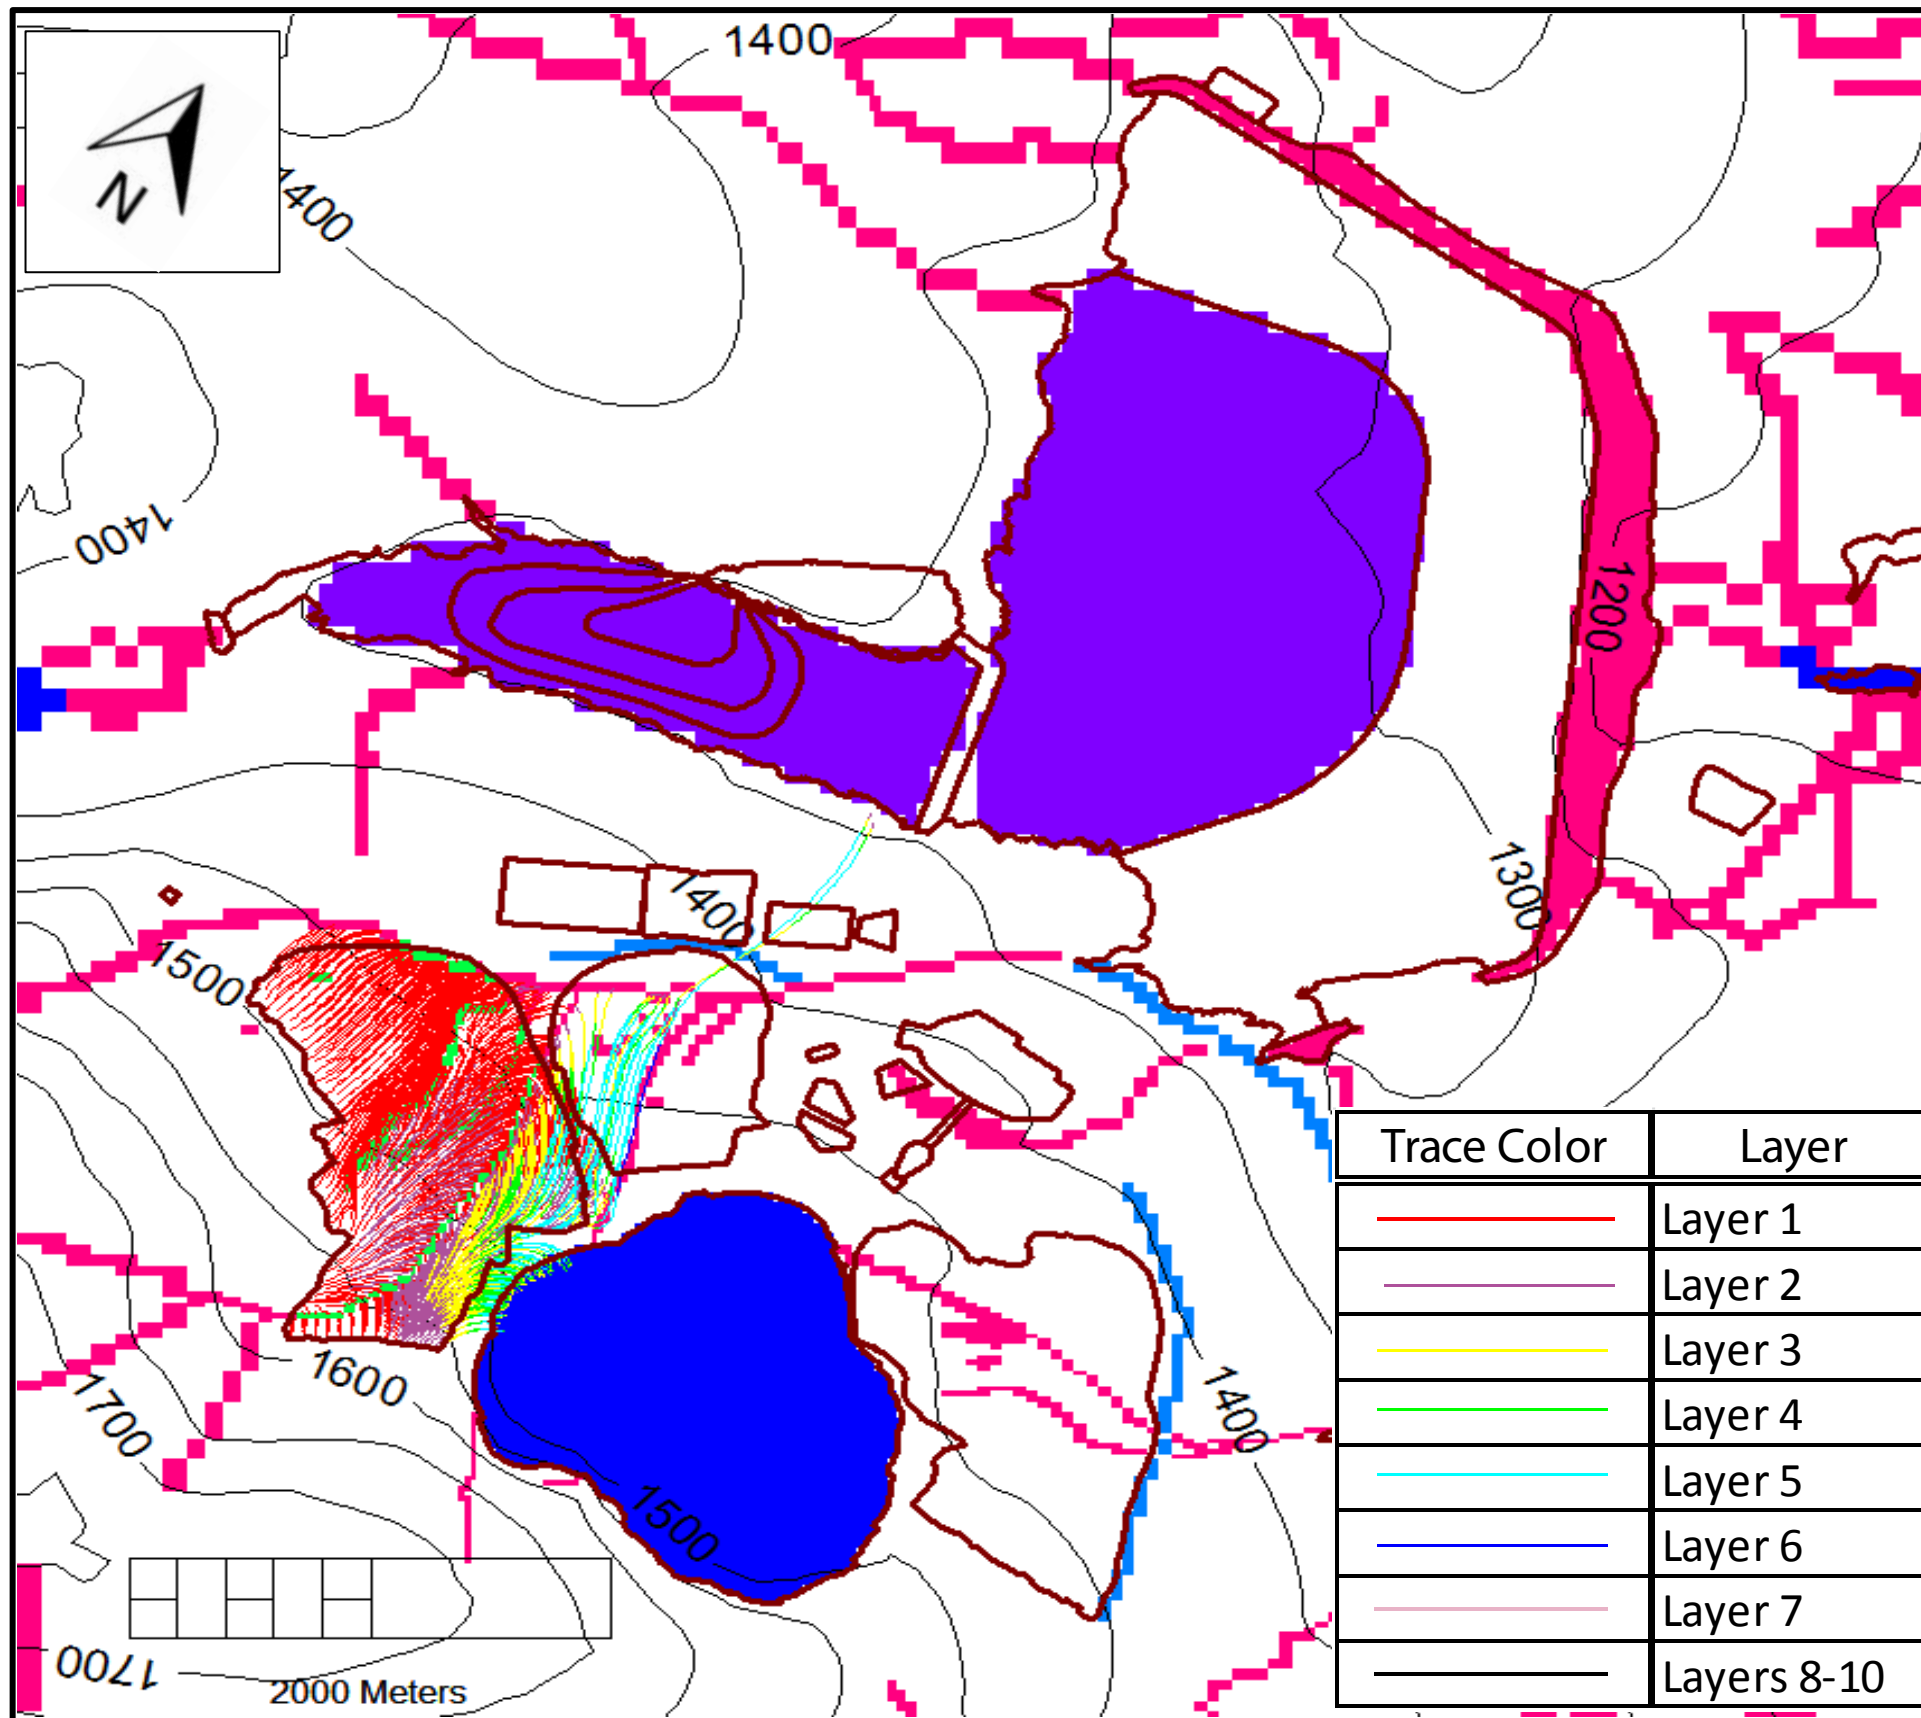 1400
N
1400
1400
1200
1300
1400
1500
1600
1700
1500
1400
1700
2000 Meters
Trace Color Layer
Layer 1
Layer 2
Layer 3
Layer 4
Layer 5
Layer 6
Layer 7
Layers 8-10